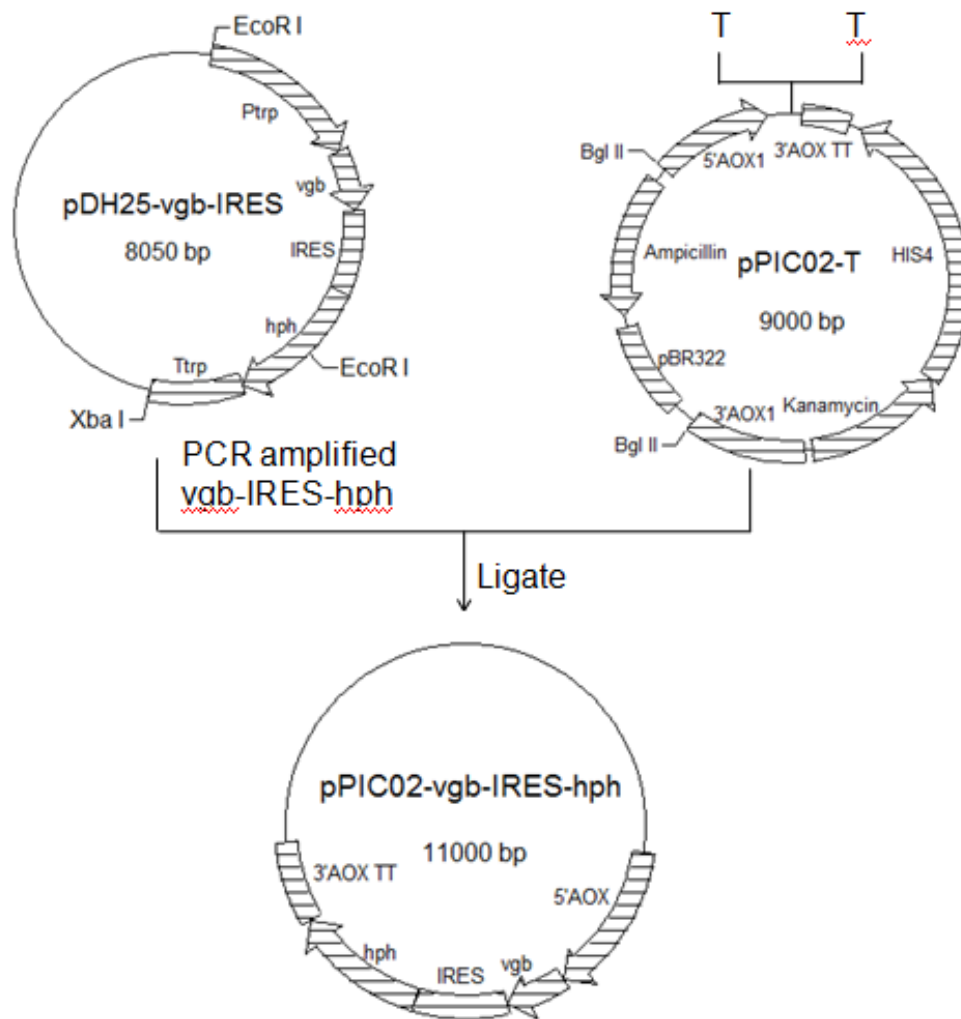 EcoR I
Ptrp
vgb
pDH25-vgb-IRES
8050 bp
IRES
hph
EcoR I
Ttrp
Xba I
T T
Bgl II
5'AOX1
3'AOX TT
Ampicillin
HIS4
pPIC02-T
9000 bp
pBR322
3'AOX1
Kanamycin
Bgl II
PCR amplified
vgb-IRES-hph
Ligate
pPIC02-vgb-IRES-hph
11000 bp
3'AOX TT
5'AOX
hph
IRES
vgb